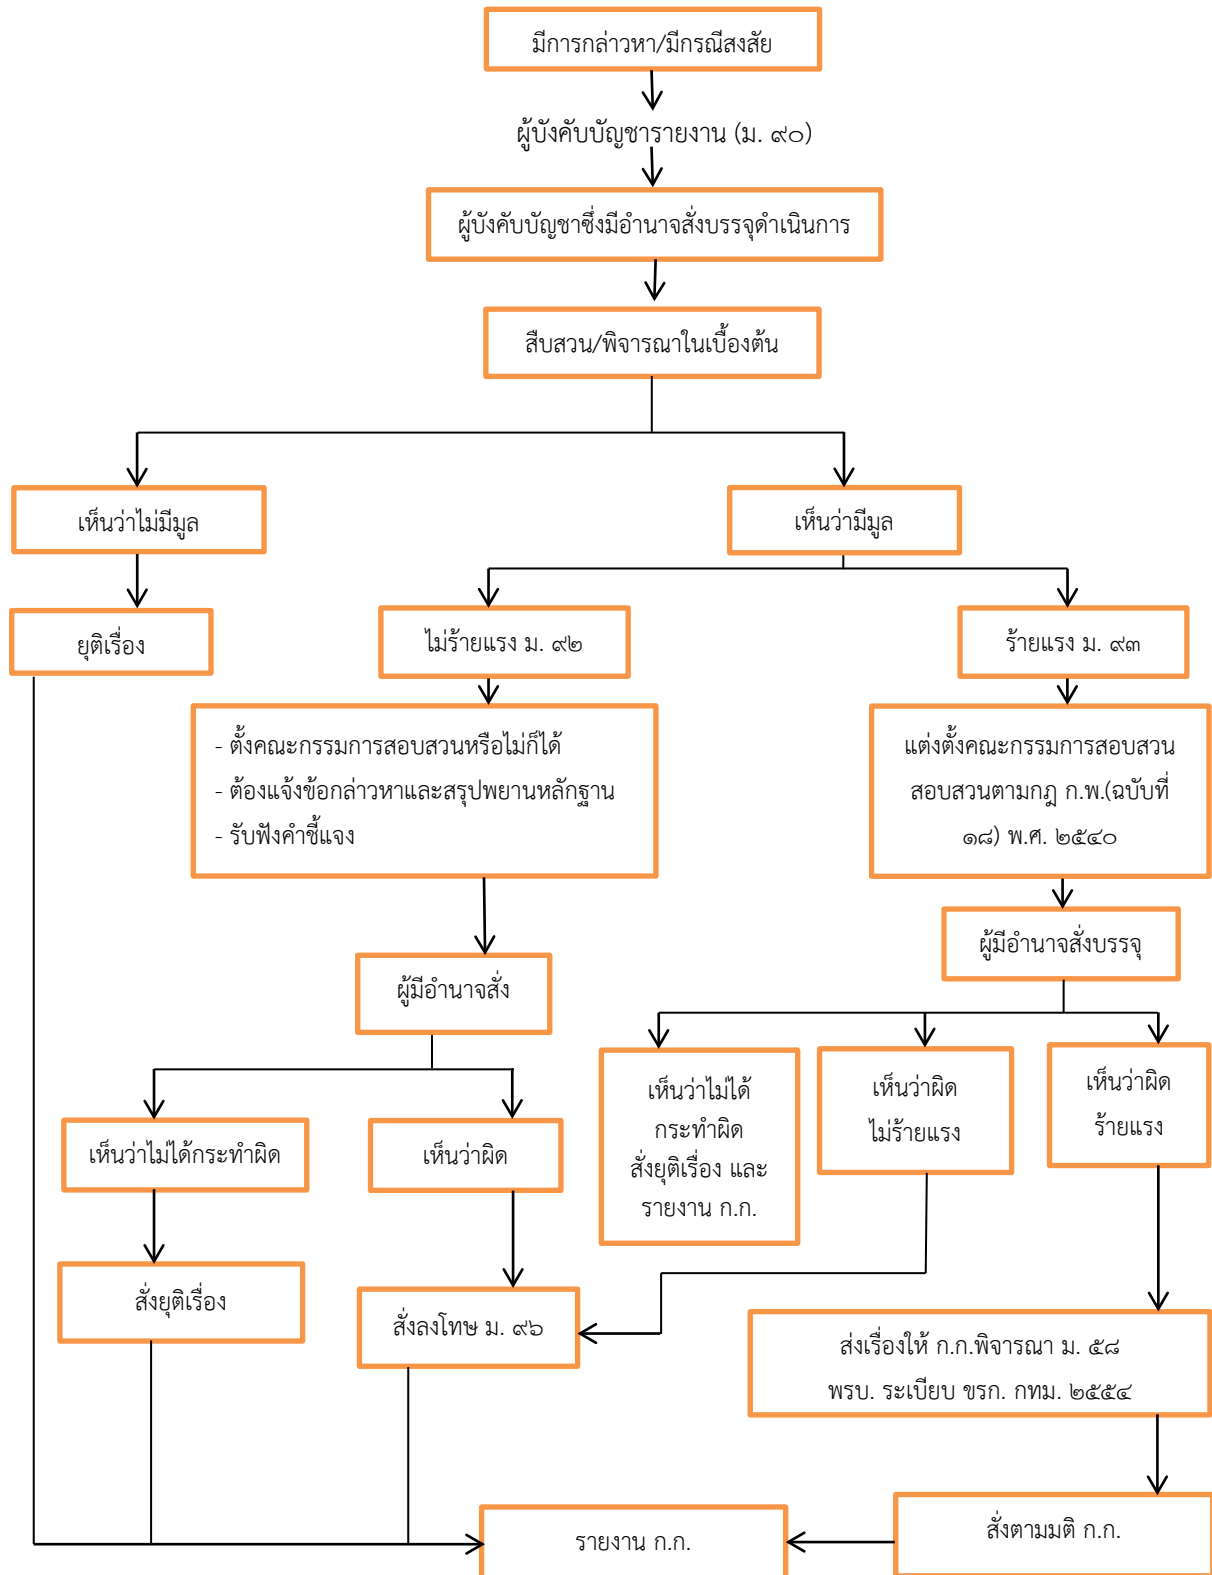 มีการกล่าวหา/มีกรณีสงสัย
ผู้บังคับบัญชารายงาน (ม. ๙๐)
ผู้บังคับบัญชาซึ่งมีอำนาจสั่งบรรจุดำเนินการ
สืบสวน/พิจารณาในเบื้องต้น
เห็นว่าไม่มีมูล
เห็นว่ามีมูล
ยุติเรื่อง
ไม่ร้ายแรง ม. ๙๒
ร้ายแรง ม. ๙๓
- ตั้งคณะกรรมการสอบสวนหรือไม่ก็ได้
- ต้องแจ้งข้อกล่าวหาและสรุปพยานหลักฐาน
- รับฟังคำชี้แจง
แต่งตั้งคณะกรรมการสอบสวน
สอบสวนตามกฎ ก.พ.(ฉบับที่
๑๘) พ.ศ. ๒๕๔๐
ผู้มีอำนาจสั่ง
ผู้มีอำนาจสั่งบรรจุ
เห็นว่าไม่ได้กระทำผิด
เห็นว่าผิด
เห็นว่าไม่ได้
กระทำผิด
สั่งยุติเรื่อง และ
รายงาน ก.ก.
เห็นว่าผิด
ไม่ร้ายแรง
เห็นว่าผิด
ร้ายแรง
สั่งยุติเรื่อง
สั่งลงโทษ ม. ๙๖
ส่งเรื่องให้ ก.ก.พิจารณา ม. ๕๘
พรบ. ระเบียบ ขรก. กทม. ๒๕๕๔
รายงาน ก.ก.
สั่งตามมติ ก.ก.